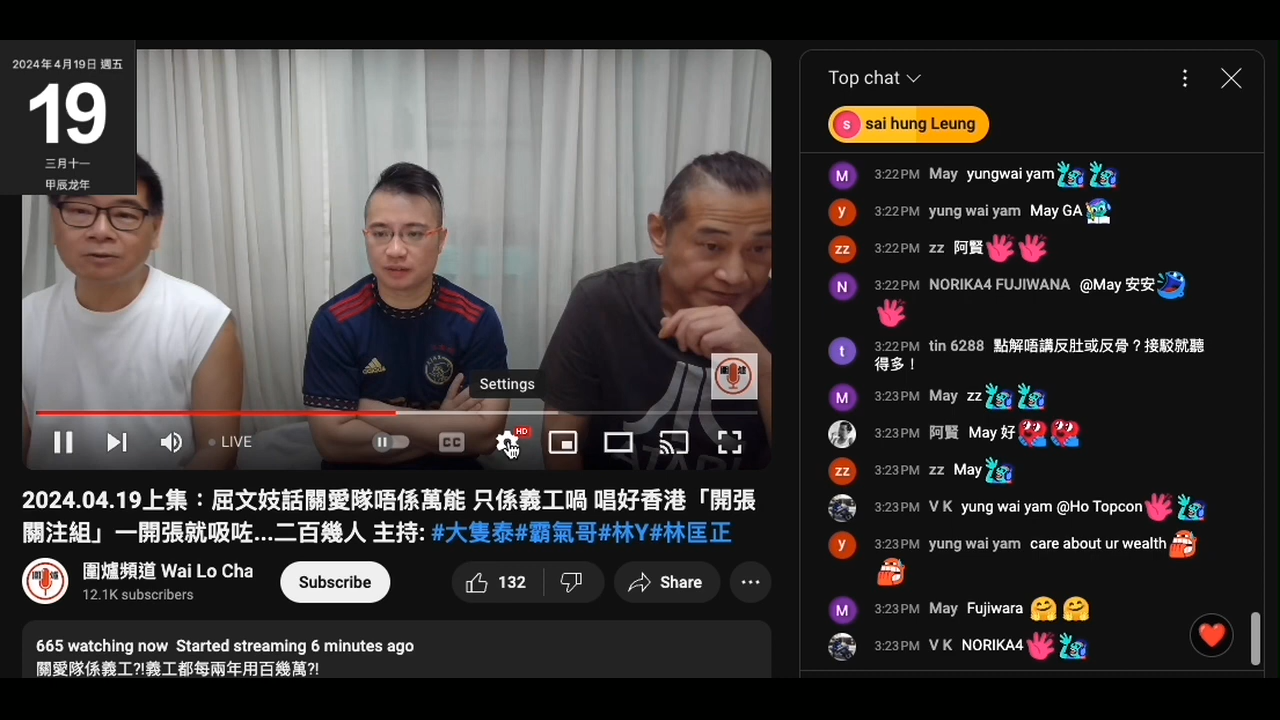 2024年4月19日 週五
19
三月十一
甲辰龙年
Settings
LIVE
CC
HD
2024.04.19上集：屈文妓話關愛隊唔係萬能 只係義工喎 唱好香港「開張
關注組」一開張就吸咗...二百幾人 主持: #大隻泰#霸氣哥#林Y#林匡正
圍爐頻道 Wai Lo Cha
12.1K subscribers
Subscribe
132
Share
665 watching now Started streaming 6 minutes ago
關愛隊係義工?!義工都每兩年用百幾萬?!
Top chat
s sai hung Leung
M 3:22 PM May yungwai yam
y 3:22 PM yung wai yam May GA
zz 3:22 PM zz 阿賢
N 3:22 PM NORIKA4 FUJIWANA @May 安安
t 3:22 PM tin 6288 點解唔講反肚或反骨？接駁就聽
得多！
M 3:23 PM May zz
3:23 PM 阿賢 May 好
zz 3:23 PM zz May
3:23 PM V K yung wai yam @Ho Topcon
y 3:23 PM yung wai yam care about ur wealth
M 3:23 PM May Fujiwara
3:23 PM V K NORIKA4